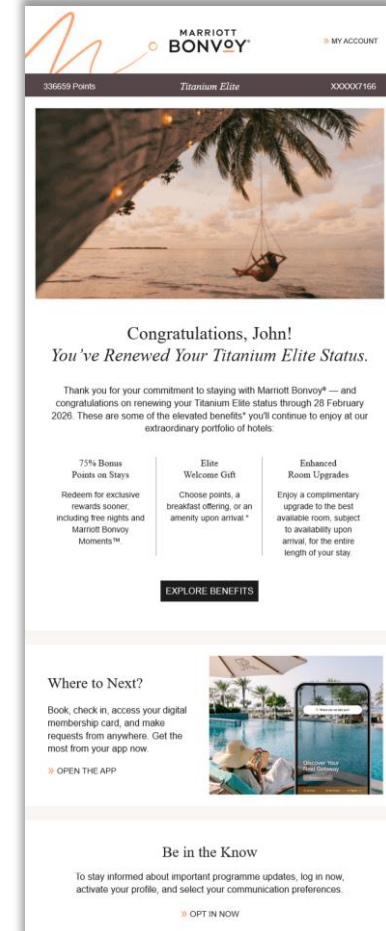 MARRIOTT
BONVOY®
» MY ACCOUNT
336659 Points Titanium Elite XXXXX7166
Congratulations, John!
You've Renewed Your Titanium Elite Status.
Thank you for your commitment to staying with Marriott Bonvoy® — and
congratulations on renewing your Titanium Elite status through 28 February
2026. These are some of the elevated benefits* you'll continue to enjoy at our
extraordinary portfolio of hotels:
75% Bonus
Points on Stays
Redeem for exclusive
rewards sooner,
including free nights and
Marriott Bonvoy
Moments™.
Elite
Welcome Gift
Choose points, a
breakfast offering, or an
amenity upon arrival.*
Enhanced
Room Upgrades
Enjoy a complimentary
upgrade to the best
available room, subject
to availability upon
arrival, for the entire
length of your stay.
EXPLORE BENEFITS
Where to Next?
Book, check in, access your digital
membership card, and make
requests from anywhere. Get the
most from your app now.
» OPEN THE APP
Discover Your
Next Getaway
Be in the Know
To stay informed about important programme updates, log in now,
activate your profile, and select your communication preferences.
» OPT IN NOW